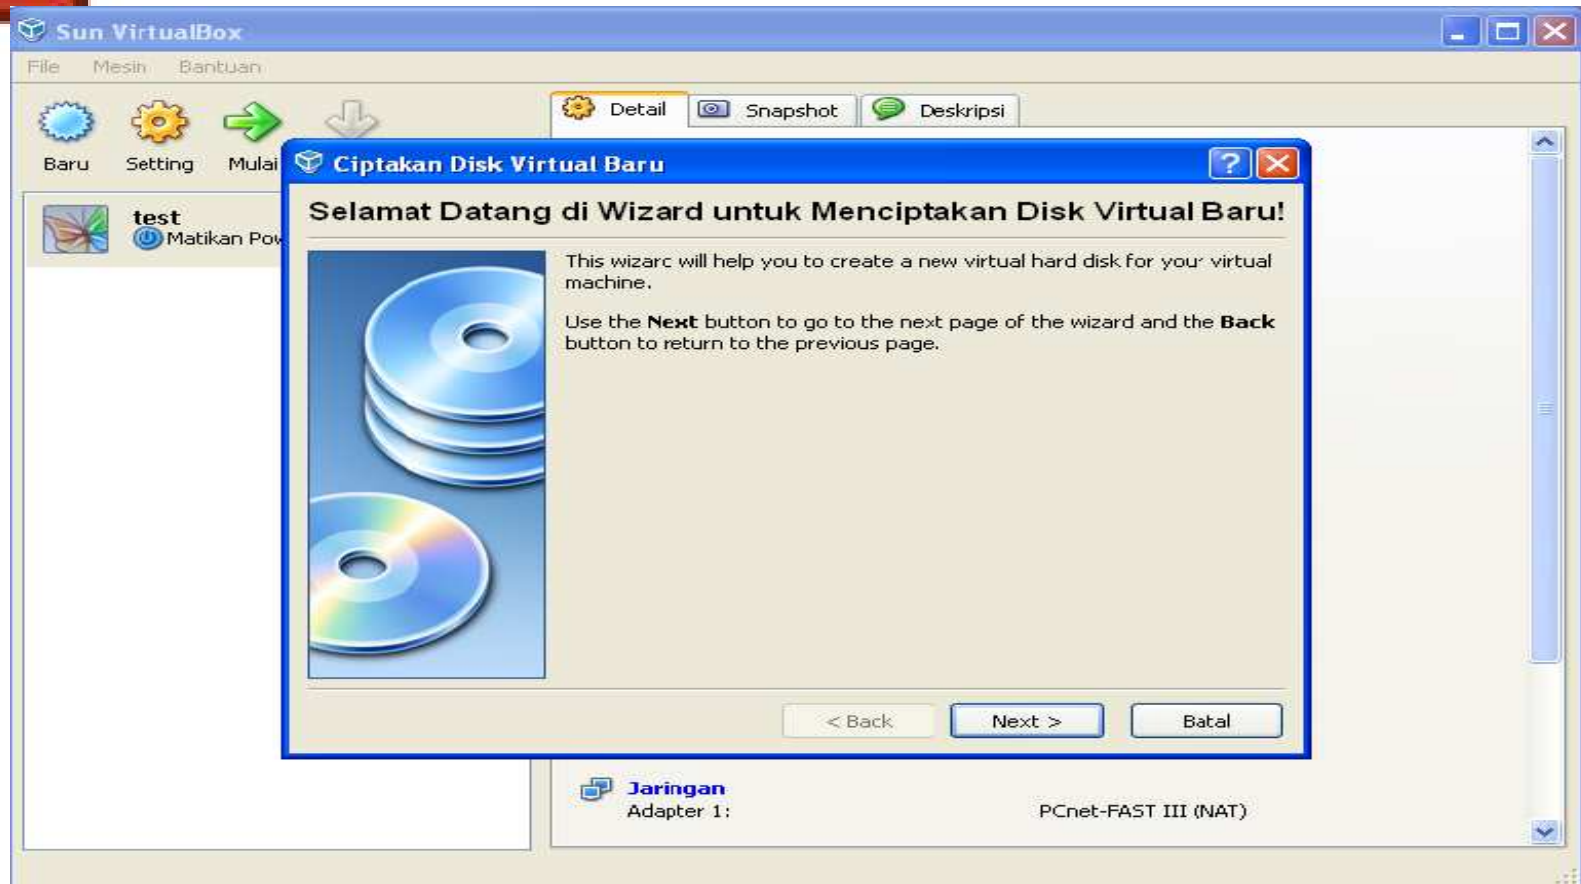 Sun VirtualBox
File Mesin Bantuan
Baru Setting Mulai
Detail Snapshot Deskripsi
test
Matikan Pow
Ciptakan Disk Virtual Baru
Selamat Datang di Wizard untuk Menciptakan Disk Virtual Baru!
This wizard will help you to create a new virtual hard disk for your virtual
machine.
Use the Next button to go to the next page of the wizard and the Back
button to return to the previous page.
< Back Next > Batal
Jaringan
Adapter 1: PCnet-FAST III (NAT)